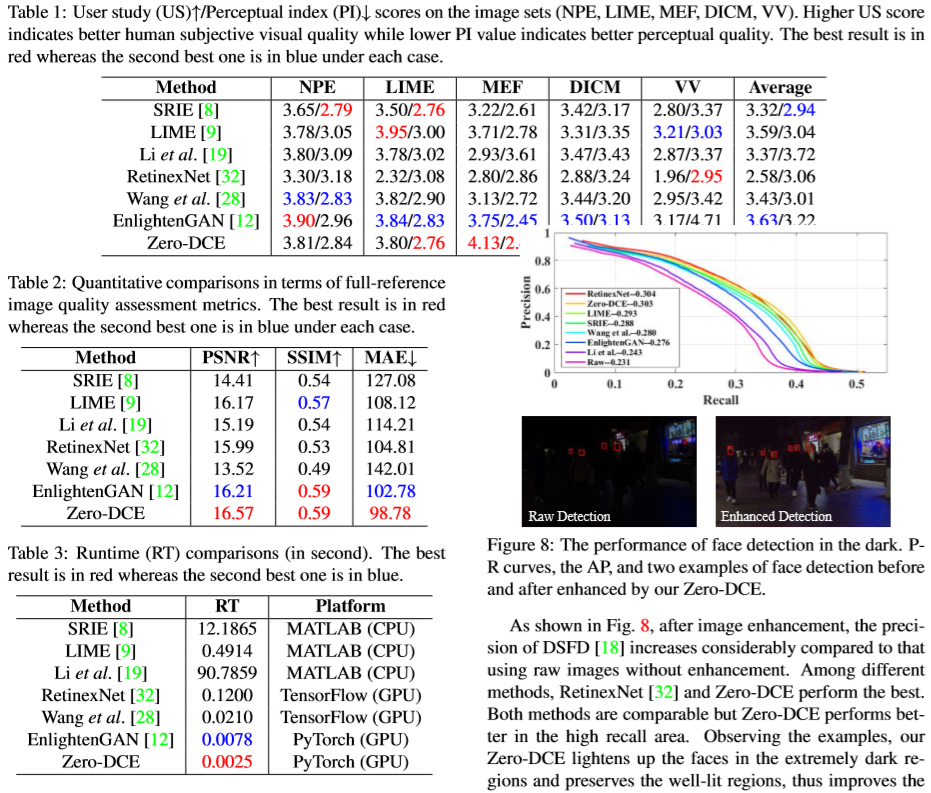 Table 1: User study (US)↑/Perceptual index (PI)↓ scores on the image sets (NPE, LIME, MEF, DICM, VV). Higher US score
indicates better human subjective visual quality while lower PI value indicates better perceptual quality. The best result is in
red whereas the second best one is in blue under each case.
Method NPE LIME MEF DICM VV Average
SRIE [8] 3.65/2.79 3.50/2.76 3.22/2.61 3.42/3.17 2.80/3.37 3.32/2.94
LIME [9] 3.78/3.05 3.95/3.00 3.71/2.78 3.31/3.35 3.21/3.03 3.59/3.04
Li et al. [19] 3.80/3.09 3.78/3.02 2.93/3.61 3.47/3.43 2.87/3.37 3.37/3.72
RetinexNet [32] 3.30/3.18 2.32/3.08 2.80/2.86 2.88/3.24 1.96/2.95 2.58/3.06
Wang et al. [28] 3.83/2.83 3.82/2.90 3.13/2.72 3.44/3.20 2.95/3.42 3.43/3.01
EnlightenGAN [12] 3.90/2.96 3.84/2.83 3.75/2.45 3.50/3.13 3.17/4.71 3.63/3.22
Zero-DCE 3.81/2.84 3.80/2.76 4.13/2.
Table 2: Quantitative comparisons in terms of full-reference
image quality assessment metrics. The best result is in red
whereas the second best one is in blue under each case.
Method PSNR↑ SSIM↑ MAE↓
SRIE [8] 14.41 0.54 127.08
LIME [9] 16.17 0.57 108.12
Li et al. [19] 15.19 0.54 114.21
RetinexNet [32] 15.99 0.53 104.81
Wang et al. [28] 13.52 0.49 142.01
EnlightenGAN [12] 16.21 0.59 102.78
Zero-DCE 16.57 0.59 98.78
Table 3: Runtime (RT) comparisons (in second). The best
result is in red whereas the second best one is in blue.
Method RT Platform
SRIE [8] 12.1865 MATLAB (CPU)
LIME [9] 0.4914 MATLAB (CPU)
Li et al. [19] 90.7859 MATLAB (CPU)
RetinexNet [32] 0.1200 TensorFlow (GPU)
Wang et al. [28] 0.0210 TensorFlow (GPU)
EnlightenGAN [12] 0.0078 PyTorch (GPU)
Zero-DCE 0.0025 PyTorch (GPU)
1
0.8
0.6
0.4
0.2
0
Precision
RetinexNet--0.304
Zero-DCE--0.303
LIME--0.293
SRIE--0.288
Wang et al.--0.280
EnlightenGAN--0.276
Li et al.--0.243
Raw--0.231
0 0.1 0.2 0.3 0.4 0.5
Recall
Raw Detection
Enhanced Detection
Figure 8: The performance of face detection in the dark. P-
R curves, the AP, and two examples of face detection before
and after enhanced by our Zero-DCE.
As shown in Fig. 8, after image enhancement, the preci-
sion of DSFD [18] increases considerably compared to that
using raw images without enhancement. Among different
methods, RetinexNet [32] and Zero-DCE perform the best.
Both methods are comparable but Zero-DCE performs bet-
ter in the high recall area. Observing the examples, our
Zero-DCE lightens up the faces in the extremely dark re-
gions and preserves the well-lit regions, thus improves the